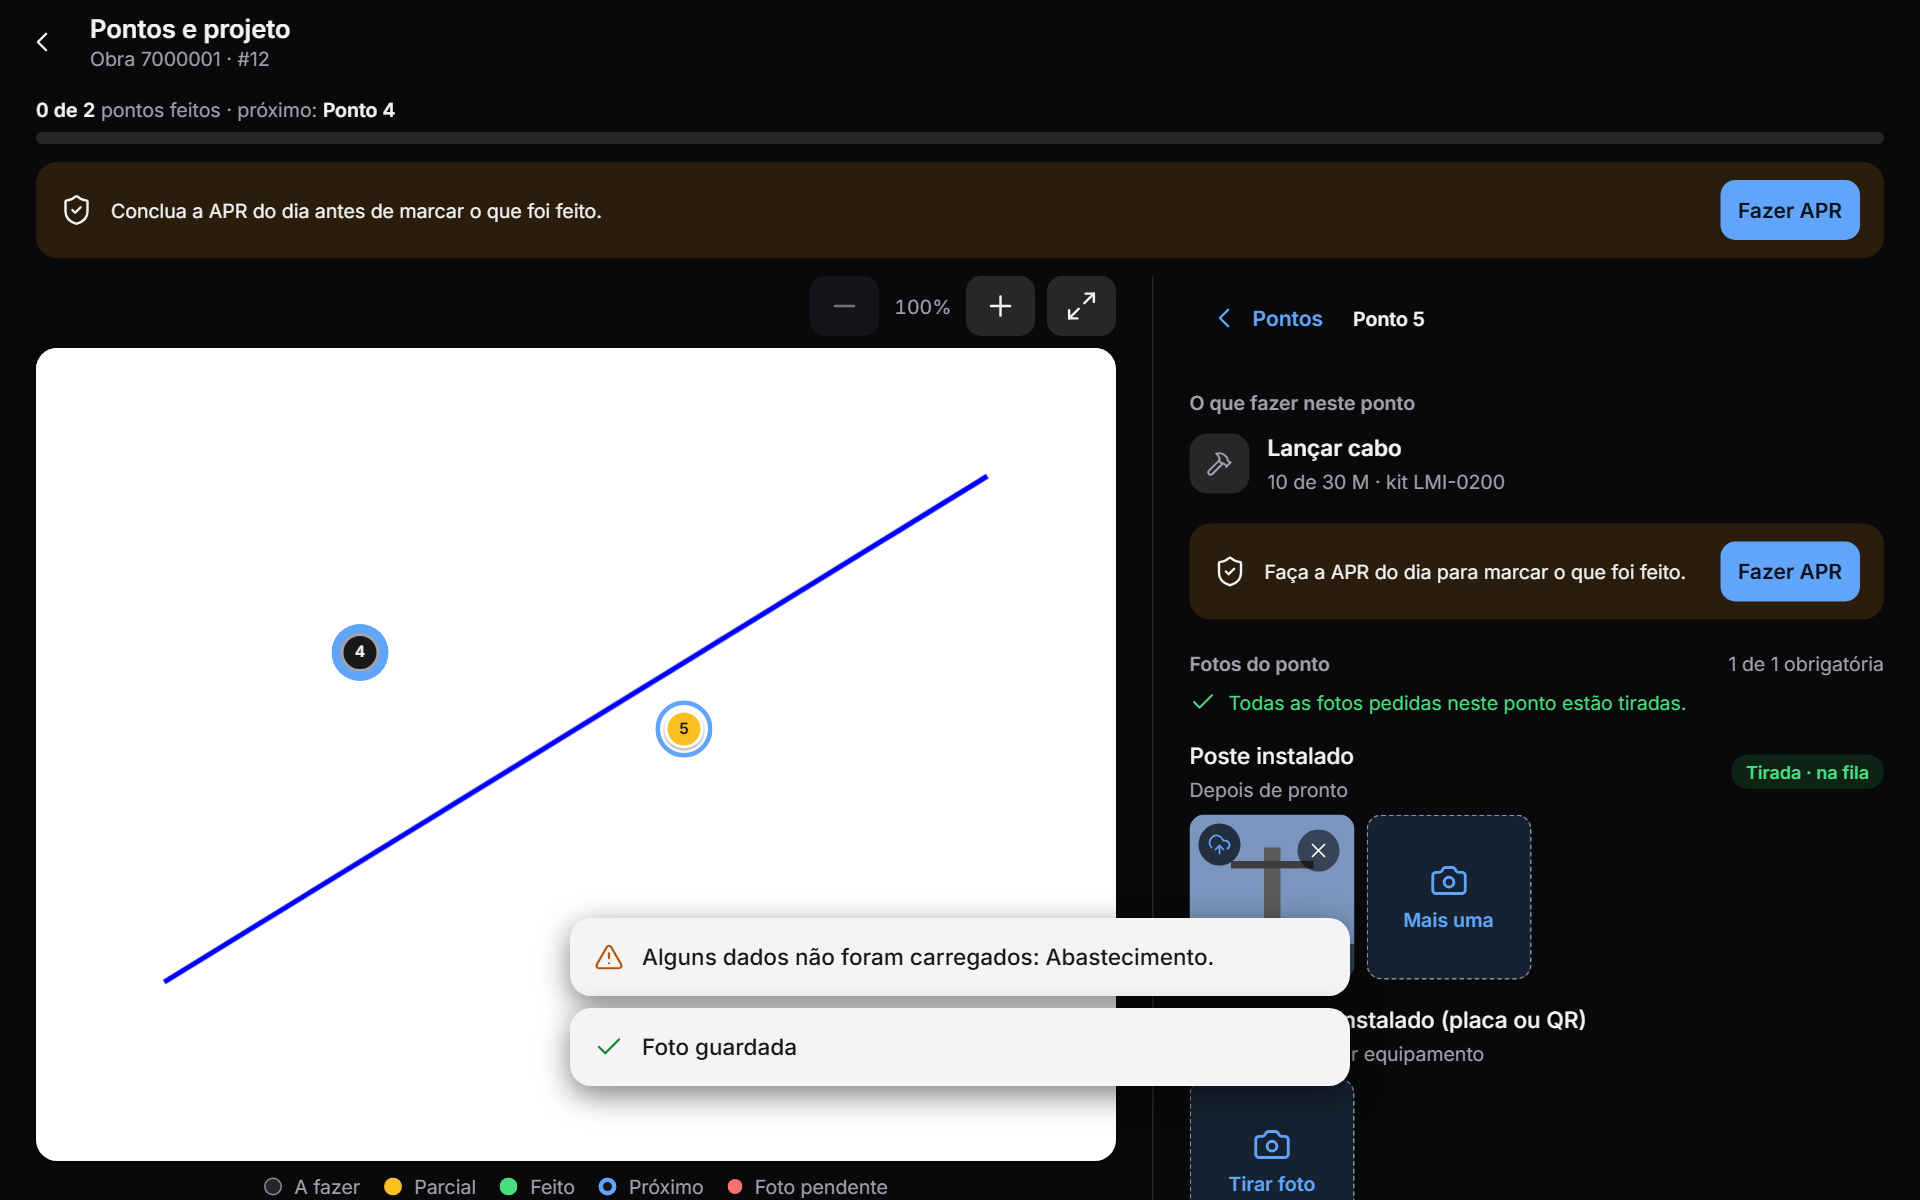 Pontos e projeto
Obra 7000001 · #12
0 de 2 pontos feitos · próximo: Ponto 4
Conclua a APR do dia antes de marcar o que foi feito.
Fazer APR
100%
Pontos
Ponto 5
O que fazer neste ponto
Lançar cabo
10 de 30 M · kit LMI-0200
Faça a APR do dia para marcar o que foi feito.
Fazer APR
4
5
Fotos do ponto
1 de 1 obrigatória
Todas as fotos pedidas neste ponto estão tiradas.
Poste instalado
Depois de pronto
Tirada · na fila
Mais uma
Alguns dados não foram carregados: Abastecimento.
Foto guardada
(placa ou QR)
equipamento
Tirar foto
A fazer
Parcial
Feito
Próximo
Foto pendente